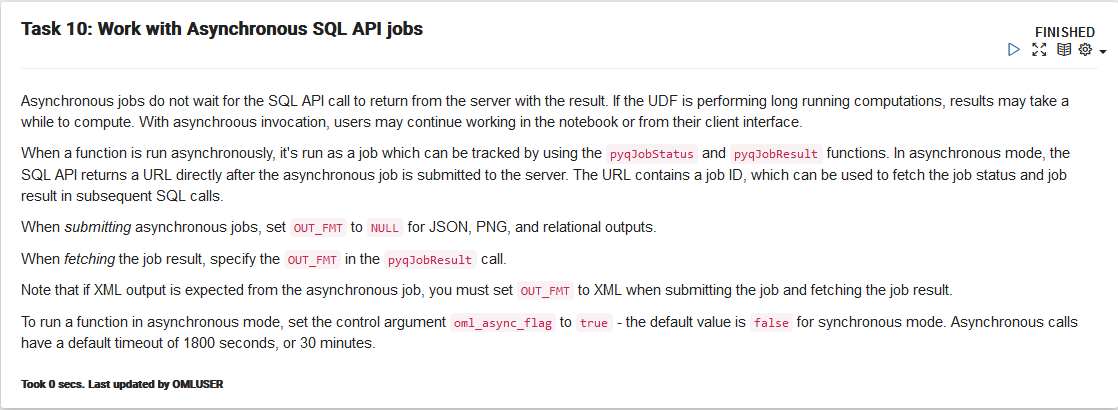 Task 10: Work with Asynchronous SQL API jobs
FINISHED
Asynchronous jobs do not wait for the SQL API call to return from the server with the result. If the UDF is performing long running computations, results may take a
while to compute. With asynchroous invocation, users may continue working in the notebook or from their client interface.
When a function is run asynchronously, it's run as a job which can be tracked by using the pyqJobStatus and pyqJobResult functions. In asynchronous mode, the
SQL API returns a URL directly after the asynchronous job is submitted to the server. The URL contains a job ID, which can be used to fetch the job status and job
result in subsequent SQL calls.
When submitting asynchronous jobs, set OUT_FMT to NULL for JSON, PNG, and relational outputs.
When fetching the job result, specify the OUT_FMT in the pyqJobResult call.
Note that if XML output is expected from the asynchronous job, you must set OUT_FMT to XML when submitting the job and fetching the job result.
To run a function in asynchronous mode, set the control argument oml_async_flag to true - the default value is false for synchronous mode. Asynchronous calls
have a default timeout of 1800 seconds, or 30 minutes.
Took 0 secs. Last updated by OMLUSER